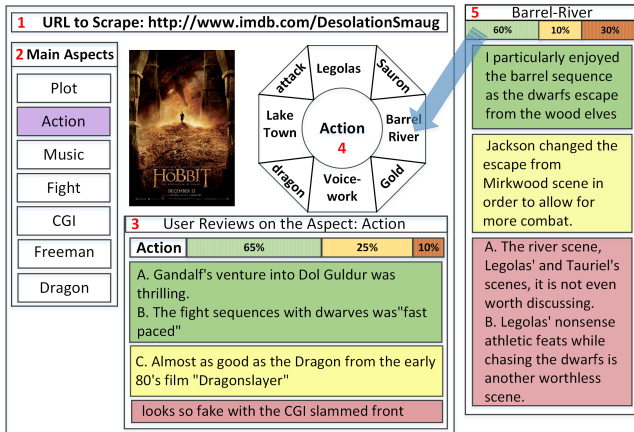 1 URL to Scrape: http://www.imdb.com/DesolationSmaug
2 Main Aspects
Plot
Action
Music
Fight
CGI
Freeman
Dragon
THE HOBBIT
DECEMBER 13
attack
Legolas
Sauron
Lake
Town
Barrel
River
Action
4
dragon
Voice-
work
Gold
3 User Reviews on the Aspect: Action
Action 65% 25% 10%
A. Gandalf's venture into Dol Guldur was
thrilling.
B. The fight sequences with dwarves was"fast
paced"
C. Almost as good as the Dragon from the early
80's film "Dragonslayer"
looks so fake with the CGI slammed front
5 Barrel-River
60% 10% 30%
I particularly enjoyed
the barrel sequence
as the dwarfs escape
from the wood elves
Jackson changed the
escape from
Mirkwood scene in
order to allow for
more combat.
A. The river scene,
Legolas' and Tauriel's
scenes, it is not even
worth discussing.
B. Legolas' nonsense
athletic feats while
chasing the dwarfs is
another worthless
scene.